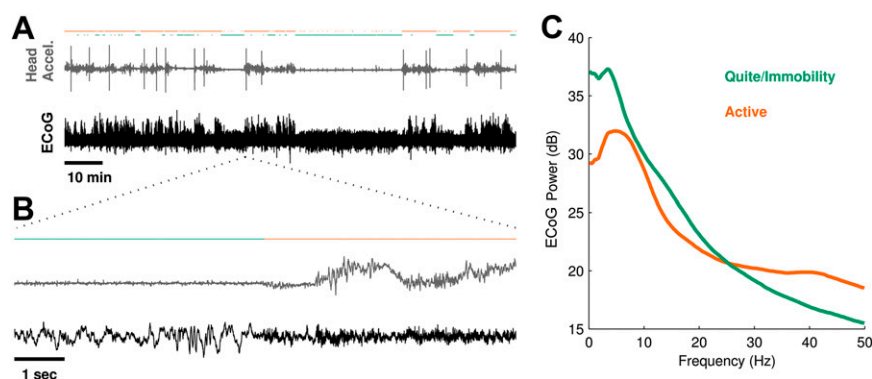 A
Head
Accel.
ECoG
10 min
B
1 sec
C
40
35
30
25
20
15
ECoG Power (dB)
0
10
20
30
40
50
Frequency (Hz)
Quite/Immobility
Active